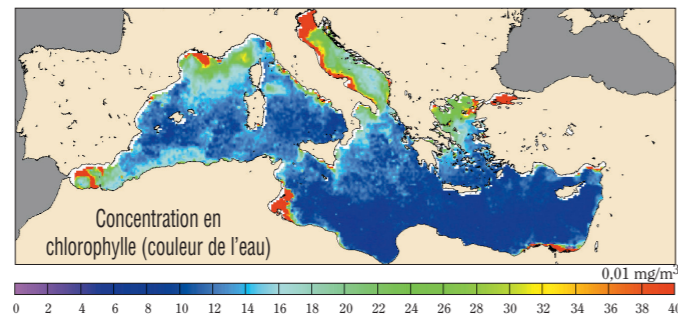 Concentration en
chlorophylle (couleur de l'eau)
0,01 mg/m³
0 2 4 6 8 10 12 14 16 18 20 22 24 26 28 30 32 34 36 38 40